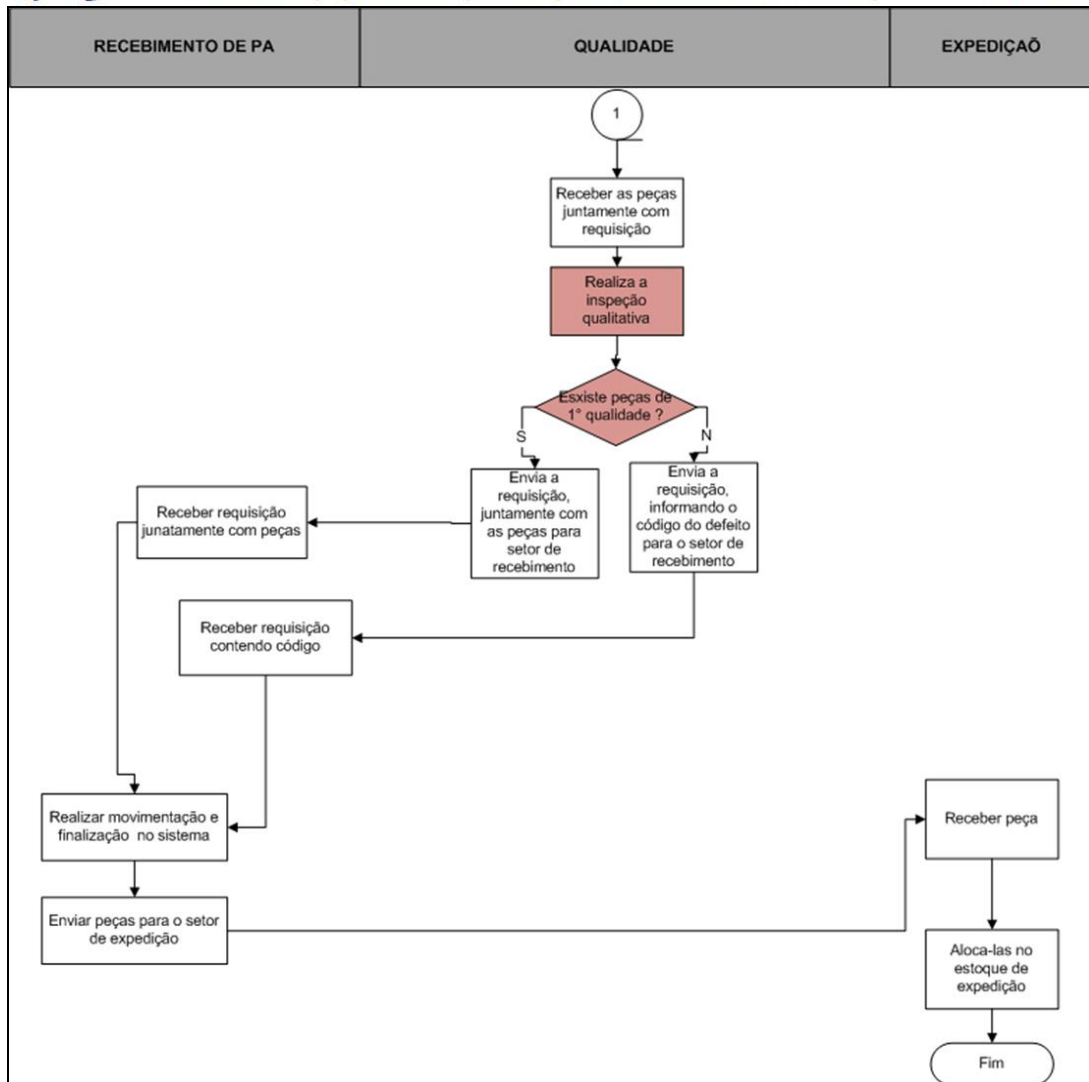 RECEBIMENTO DE PA
QUALIDADE
EXPEDIÇAÕ
1
Receber as peças
juntamente com
requisição
Realiza a
inspeção
qualitativa
Esxiste peças de
1° qualidade ?
S
N
Envia a
requisição,
juntamente com
as peças para
setor de
recebimento
Envia a
requisição,
informando o
código do defeito
para o setor de
recebimento
Receber requisição
junatamente com peças
Receber requisição
contendo código
Realizar movimentação e
finalização no sistema
Receber peça
Enviar peças para o setor
de expedição
Aloca-las no
estoque de
expedição
Fim